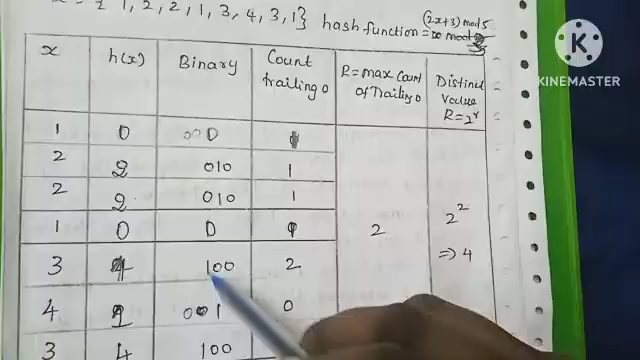 = { 1, 2, 2, 1, 3, 4, 3, 1} hash function = (2x+3) mod 5
KINEMASTER
x h(x) Binary Count trailing 0 R = max Count of Trailing 0 Distinct Value R = 2^r
1 0 000
2 2 010 1
2 2 010 1
1 0 0
3 4 100 2
4 1 001 0
3 4 100
2 2^2
⇒ 4